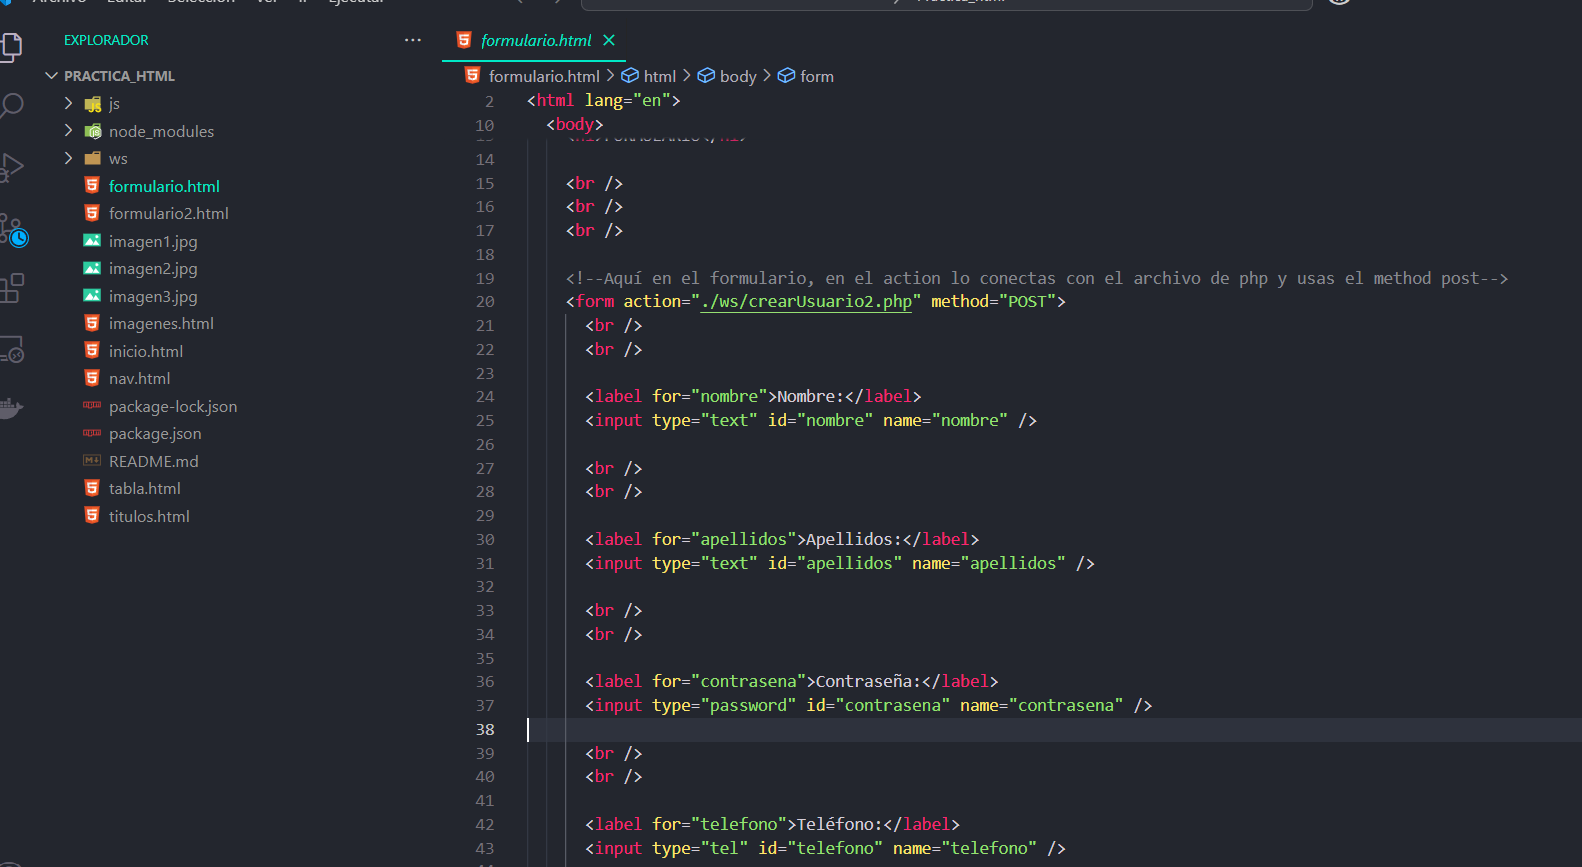 Archivo Editar Selección Ver Ir Ejecutar
EXPLORADOR
PRACTICA_HTML
js
node_modules
ws
formulario.html
formulario2.html
imagen1.jpg
imagen2.jpg
imagen3.jpg
imagenes.html
inicio.html
nav.html
package-lock.json
package.json
README.md
tabla.html
titulos.html
formulario.html
formulario.html > html > body > form
2 <html lang="en">
10 <body>
14
15 <br />
16 <br />
17 <br />
18
19 <!--Aquí en el formulario, en el action lo conectas con el archivo de php y usas el method post-->
20 <form action="./ws/crearUsuario2.php" method="POST">
21 <br />
22 <br />
23
24 <label for="nombre">Nombre:</label>
25 <input type="text" id="nombre" name="nombre" />
26
27 <br />
28 <br />
29
30 <label for="apellidos">Apellidos:</label>
31 <input type="text" id="apellidos" name="apellidos" />
32
33 <br />
34 <br />
35
36 <label for="contrasena">Contraseña:</label>
37 <input type="password" id="contrasena" name="contrasena" />
38
39 <br />
40 <br />
41
42 <label for="telefono">Teléfono:</label>
43 <input type="tel" id="telefono" name="telefono" />